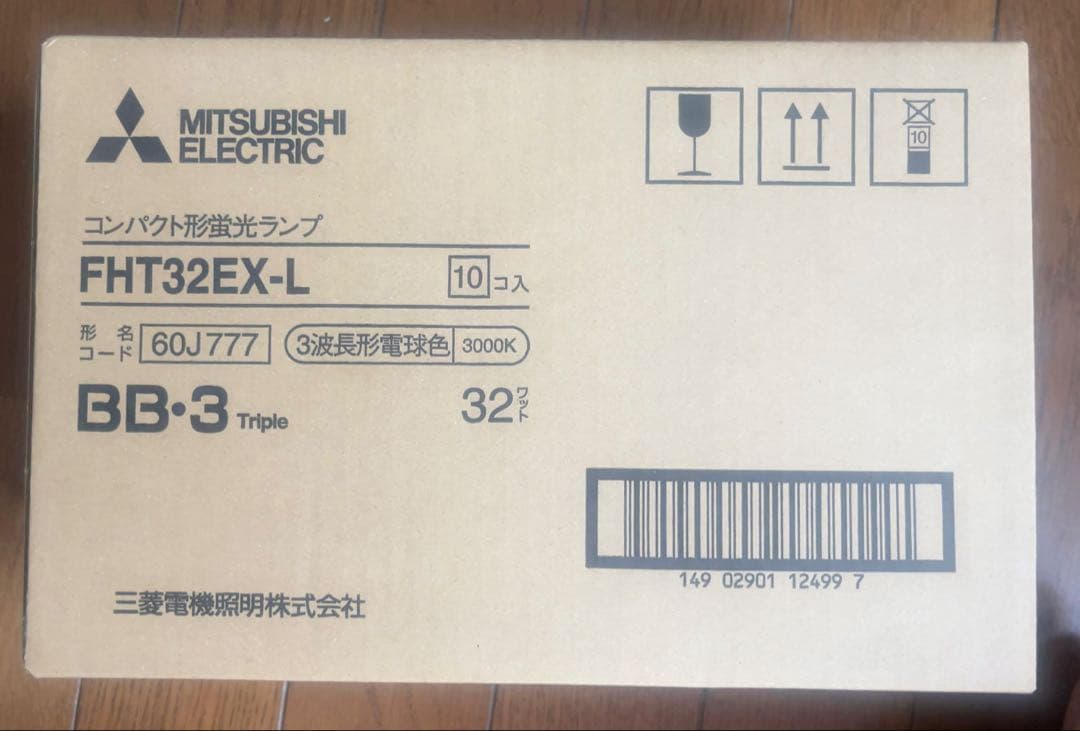 MITSUBISHI
ELECTRIC
コンパクト形蛍光ランプ
FHT32EX-L 10コ入
形名コード 60J777 3波長形電球色 3000K
BB・3 Triple 32ワット
10
149 02901 12499 7
三菱電機照明株式会社